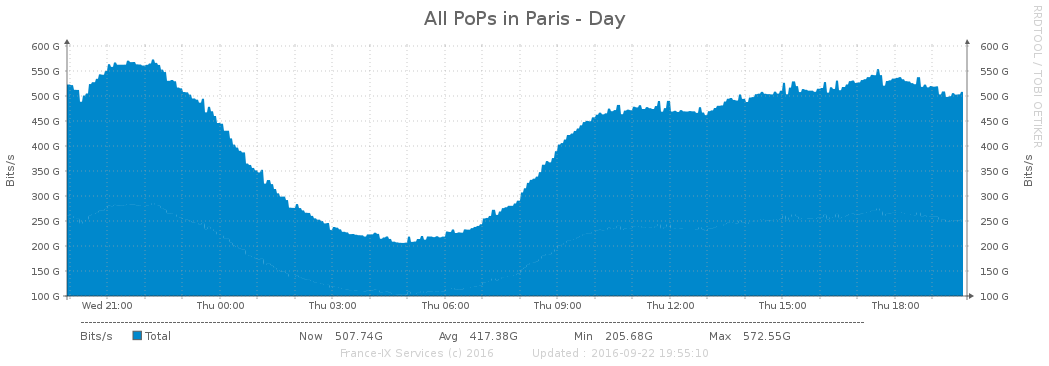 All PoPs in Paris - Day
RRDTOOL / TOBI OETIKER
600 G 600 G
550 G 550 G
500 G 500 G
450 G 450 G
400 G 400 G
350 G 350 G
300 G 300 G
250 G 250 G
200 G 200 G
150 G 150 G
100 G 100 G
Bits/s
Bits/s
Wed 21:00 Thu 00:00 Thu 03:00 Thu 06:00 Thu 09:00 Thu 12:00 Thu 15:00 Thu 18:00
Bits/s Total Now 507.74G Avg 417.38G Min 205.68G Max 572.55G
France-IX Services (c) 2016 Updated : 2016-09-22 19:55:10